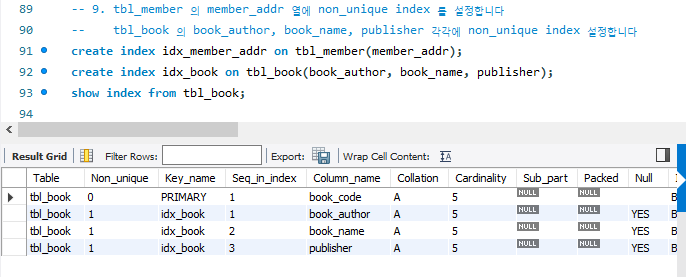 89 -- 9. tbl_member 의 member_addr 열에 non_unique index 를 설정합니다
90 -- tbl_book 의 book_author, book_name, publisher 각각에 non_unique index 설정합니다
91 create index idx_member_addr on tbl_member(member_addr);
92 create index idx_book on tbl_book(book_author, book_name, publisher);
93 show index from tbl_book;
94
Result Grid Filter Rows: Export: Wrap Cell Content: IA
Table Non_unique Key_name Seq_in_index Column_name Collation Cardinality Sub_part Packed Null
tbl_book 0 PRIMARY 1 book_code A 5 NULL NULL B
tbl_book 1 idx_book 1 book_author A 5 NULL NULL YES B
tbl_book 1 idx_book 2 book_name A 5 NULL NULL YES B
tbl_book 1 idx_book 3 publisher A 5 NULL NULL YES B